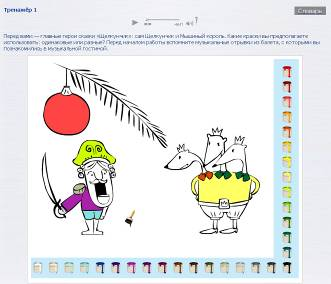 Тренажёр 1
Словарь
Перед вами — главные герои сказки «Щелкунчик»: сам Щелкунчик и Мышиный король. Какие краски вы предполагаете
использовать: одинаковые или разные? Перед началом работы вспомните музыкальные отрывки из балета, с которыми вы
познакомились в музыкальной гостиной.